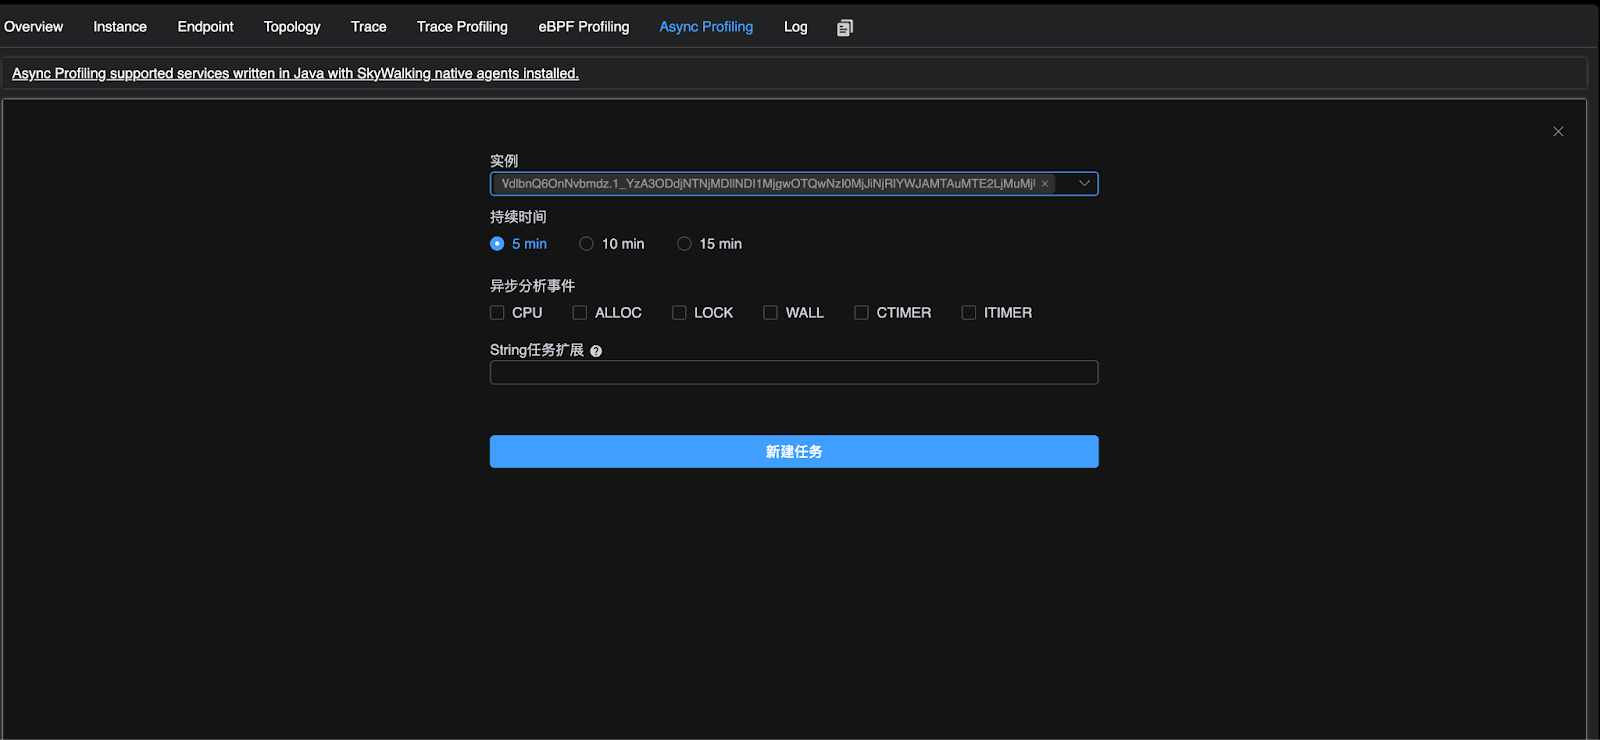 Overview Instance Endpoint Topology Trace Trace Profiling eBPF Profiling Async Profiling Log
Async Profiling supported services written in Java with SkyWalking native agents installed.
实例
持续时间
5 min 10 min 15 min
异步分析事件
CPU ALLOC LOCK WALL CTIMER ITIMER
String任务扩展 ?
新建任务